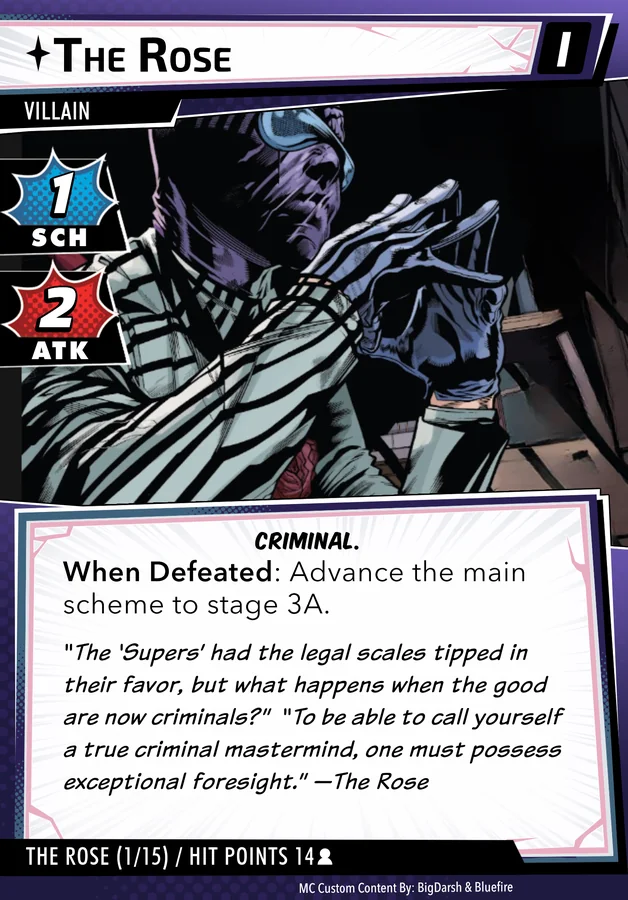 THE ROSE
I
VILLAIN
1
SCH
2
ATK
CRIMINAL.
When Defeated: Advance the main
scheme to stage 3A.
"The 'Supers' had the legal scales tipped in
their favor, but what happens when the good
are now criminals?" "To be able to call yourself
a true criminal mastermind, one must possess
exceptional foresight." —The Rose
THE ROSE (1/15) / HIT POINTS 14
MC Custom Content By: BigDarsh & Bluefire